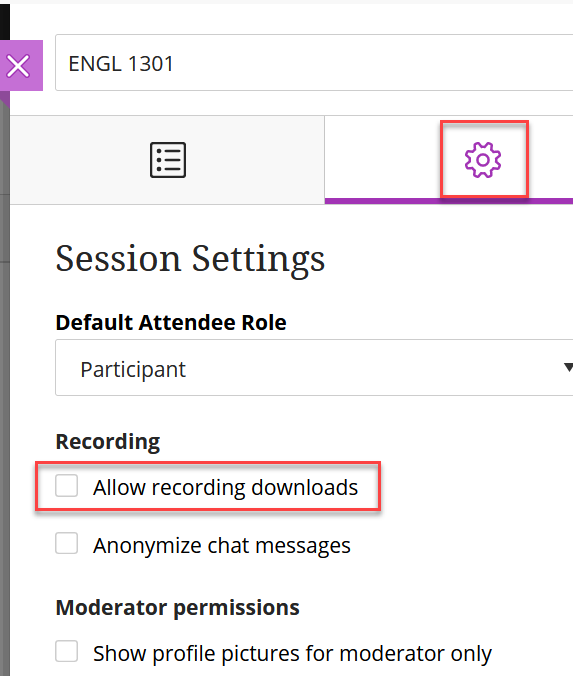 ENGL 1301
Session Settings
Default Attendee Role
Participant
Recording
Allow recording downloads
Anonymize chat messages
Moderator permissions
Show profile pictures for moderator only